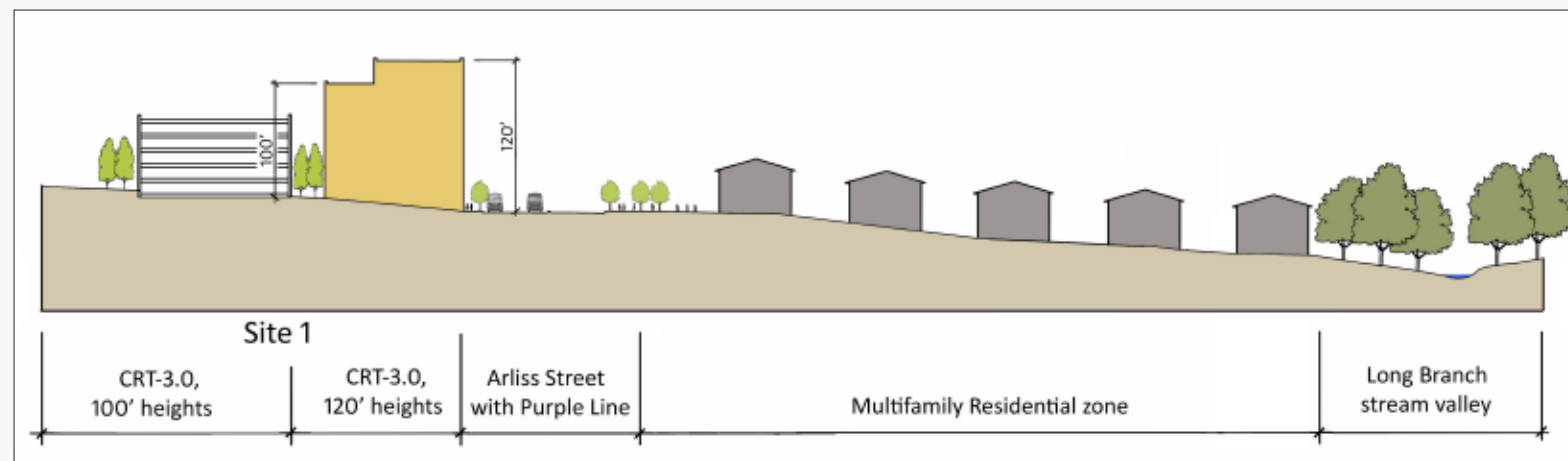 100’
120’
Site 1
CRT-3.0,
100’ heights
CRT-3.0,
120’ heights
Arliss Street
with Purple Line
Multifamily Residential zone
Long Branch
stream valley